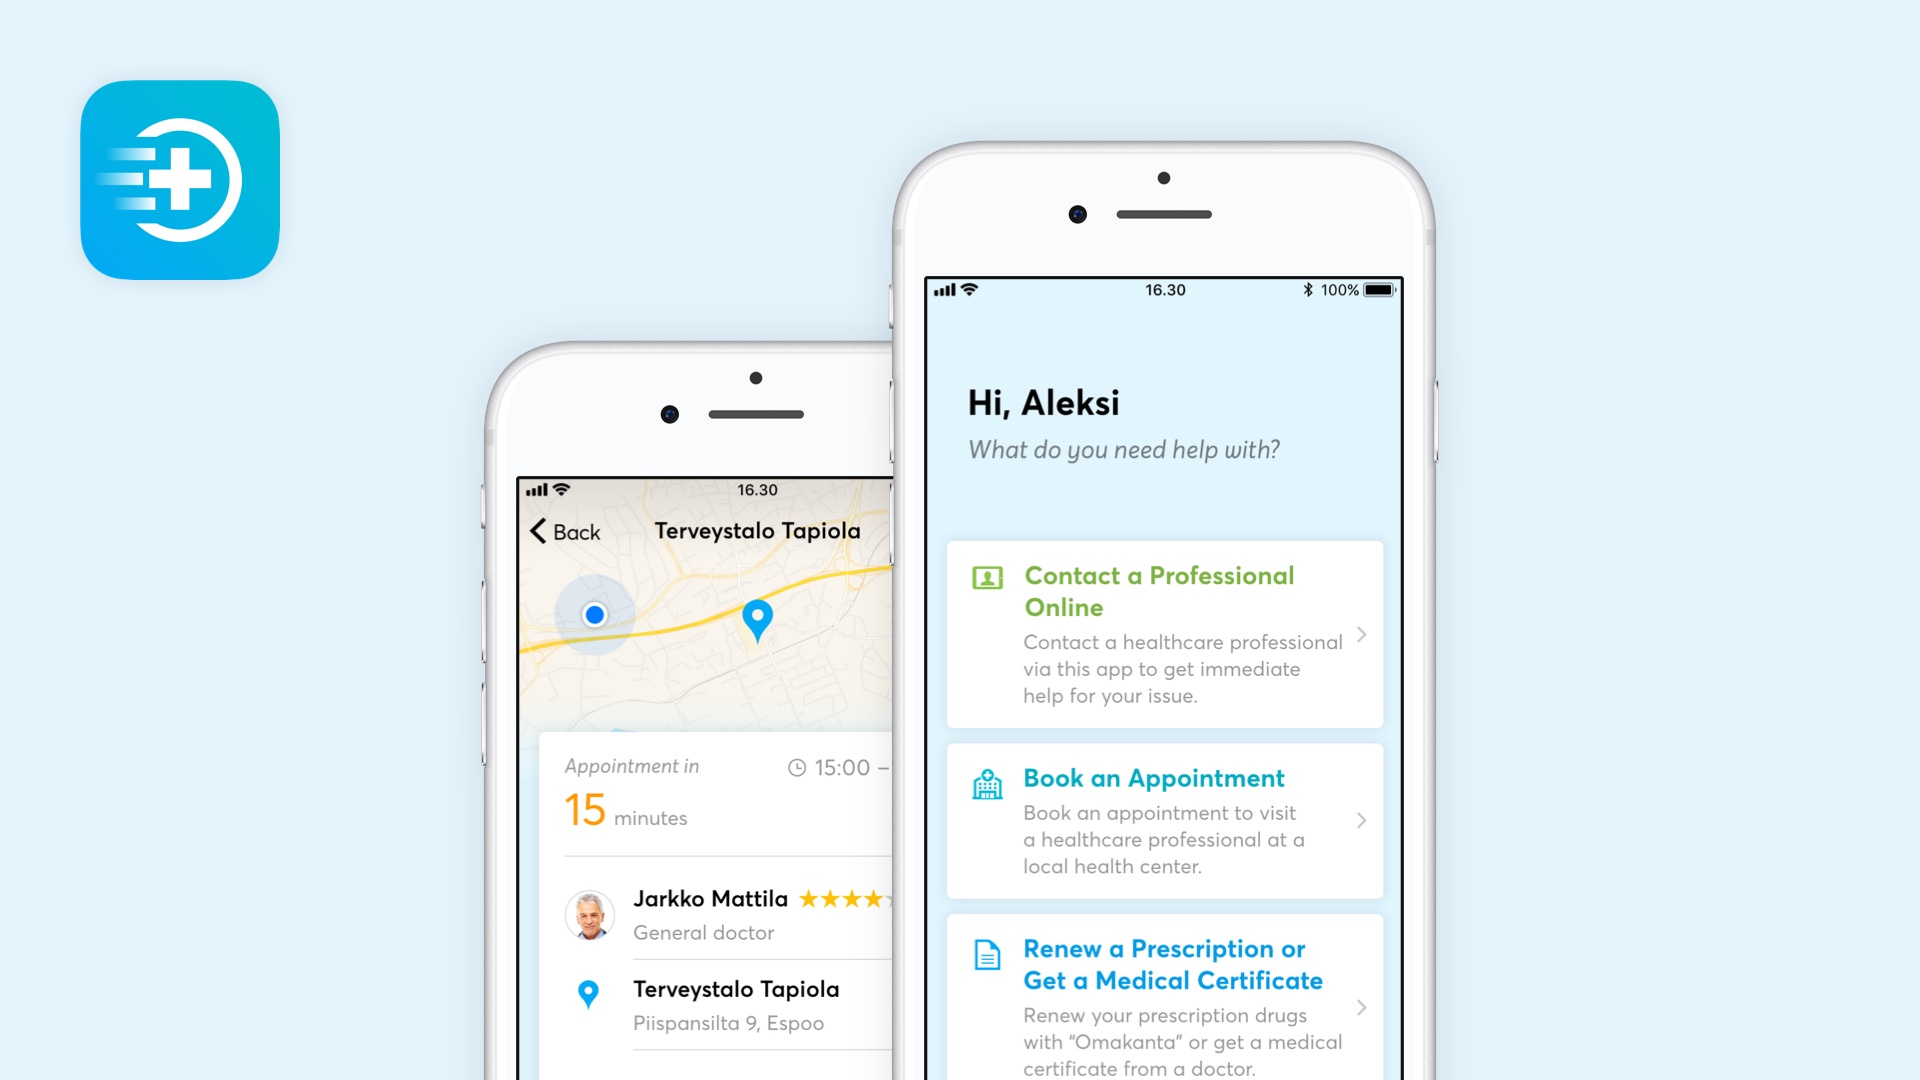 16.30
Back
Terveystalo Tapiola
Appointment in
15:00 –
15 minutes
Jarkko Mattila
General doctor
Terveystalo Tapiola
Piispansilta 9, Espoo
16.30
100%
Hi, Aleksi
What do you need help with?
Contact a Professional
Online
Contact a healthcare professional
via this app to get immediate
help for your issue.
Book an Appointment
Book an appointment to visit
a healthcare professional at a
local health center.
Renew a Prescription or
Get a Medical Certificate
Renew your prescription drugs
with “Omakanta” or get a medical
certificate from a doctor.